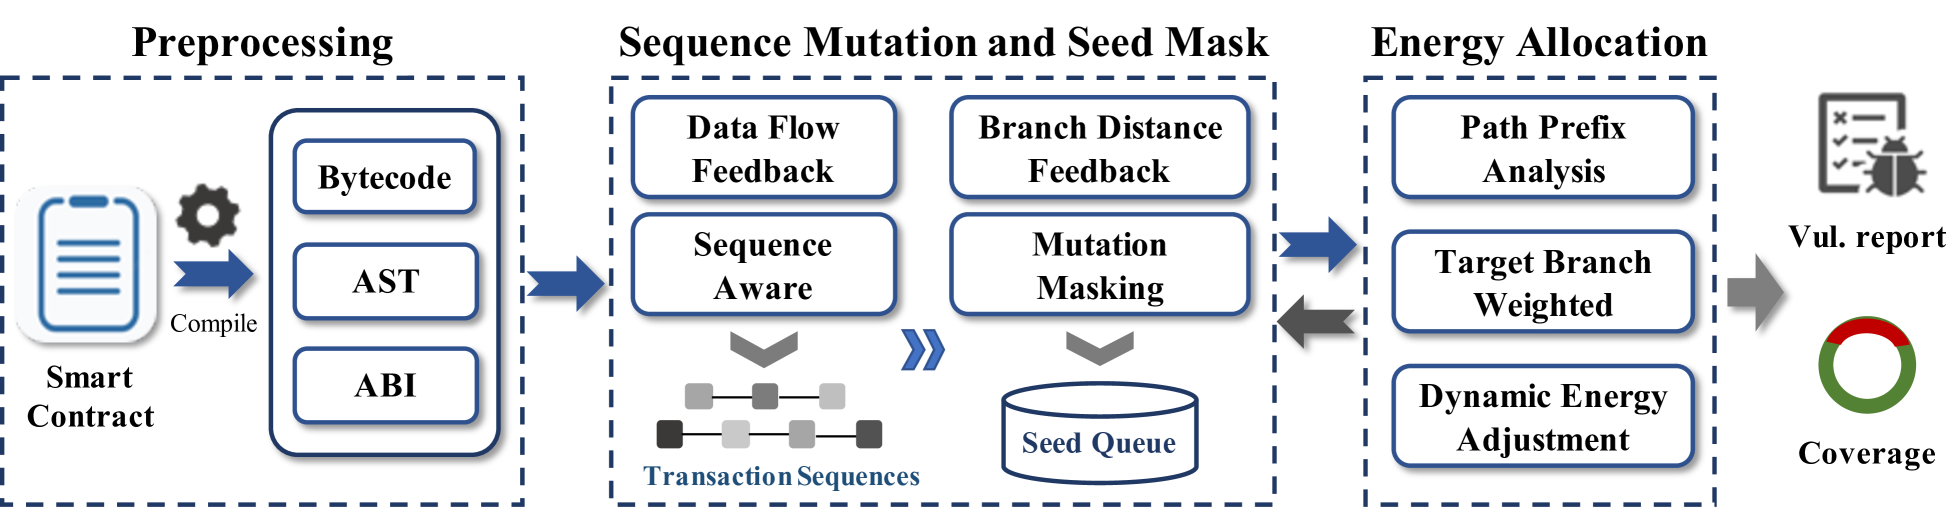 Preprocessing
Smart
Contract
Compile
Bytecode
AST
ABI
Sequence Mutation and Seed Mask
Data Flow
Feedback
Sequence
Aware
Transaction Sequences
Branch Distance
Feedback
Mutation
Masking
Seed Queue
Energy Allocation
Path Prefix
Analysis
Target Branch
Weighted
Dynamic Energy
Adjustment
Vul. report
Coverage